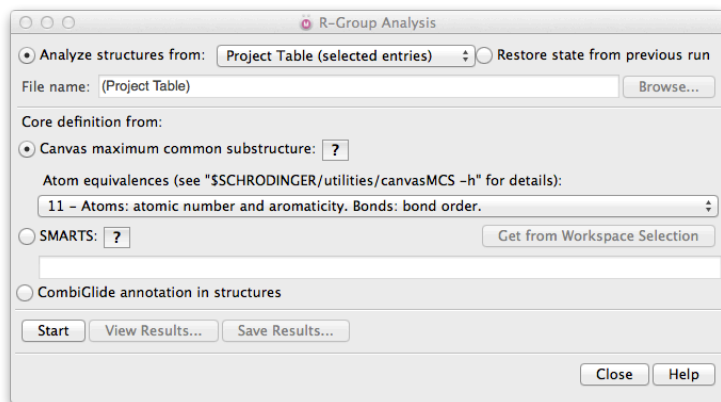 R-Group Analysis
Analyze structures from: Project Table (selected entries) Restore state from previous run
File name: (Project Table) Browse...
Core definition from:
Canvas maximum common substructure: ?
Atom equivalences (see "$SCHRODINGER/utilities/canvasMCS -h" for details):
11 - Atoms: atomic number and aromaticity. Bonds: bond order.
SMARTS: ? Get from Workspace Selection
CombiGlide annotation in structures
Start View Results... Save Results...
Close Help